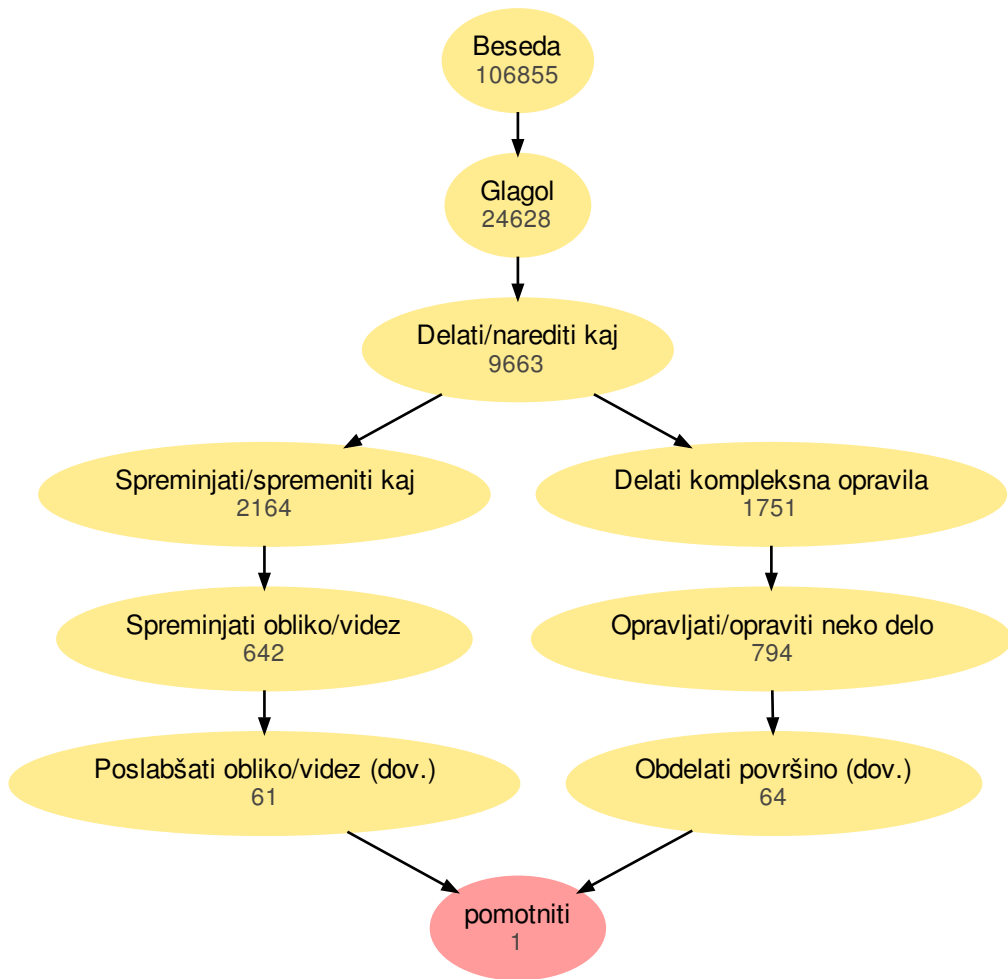 Beseda
106855
Glagol
24628
Delati/narediti kaj
9663
Spreminjati/spremeniti kaj
2164
Delati kompleksna opravila
1751
Spreminjati obliko/videz
642
Opravljati/opraviti neko delo
794
Poslabšati obliko/videz (dov.)
61
Obdelati površino (dov.)
64
pomotniti
1